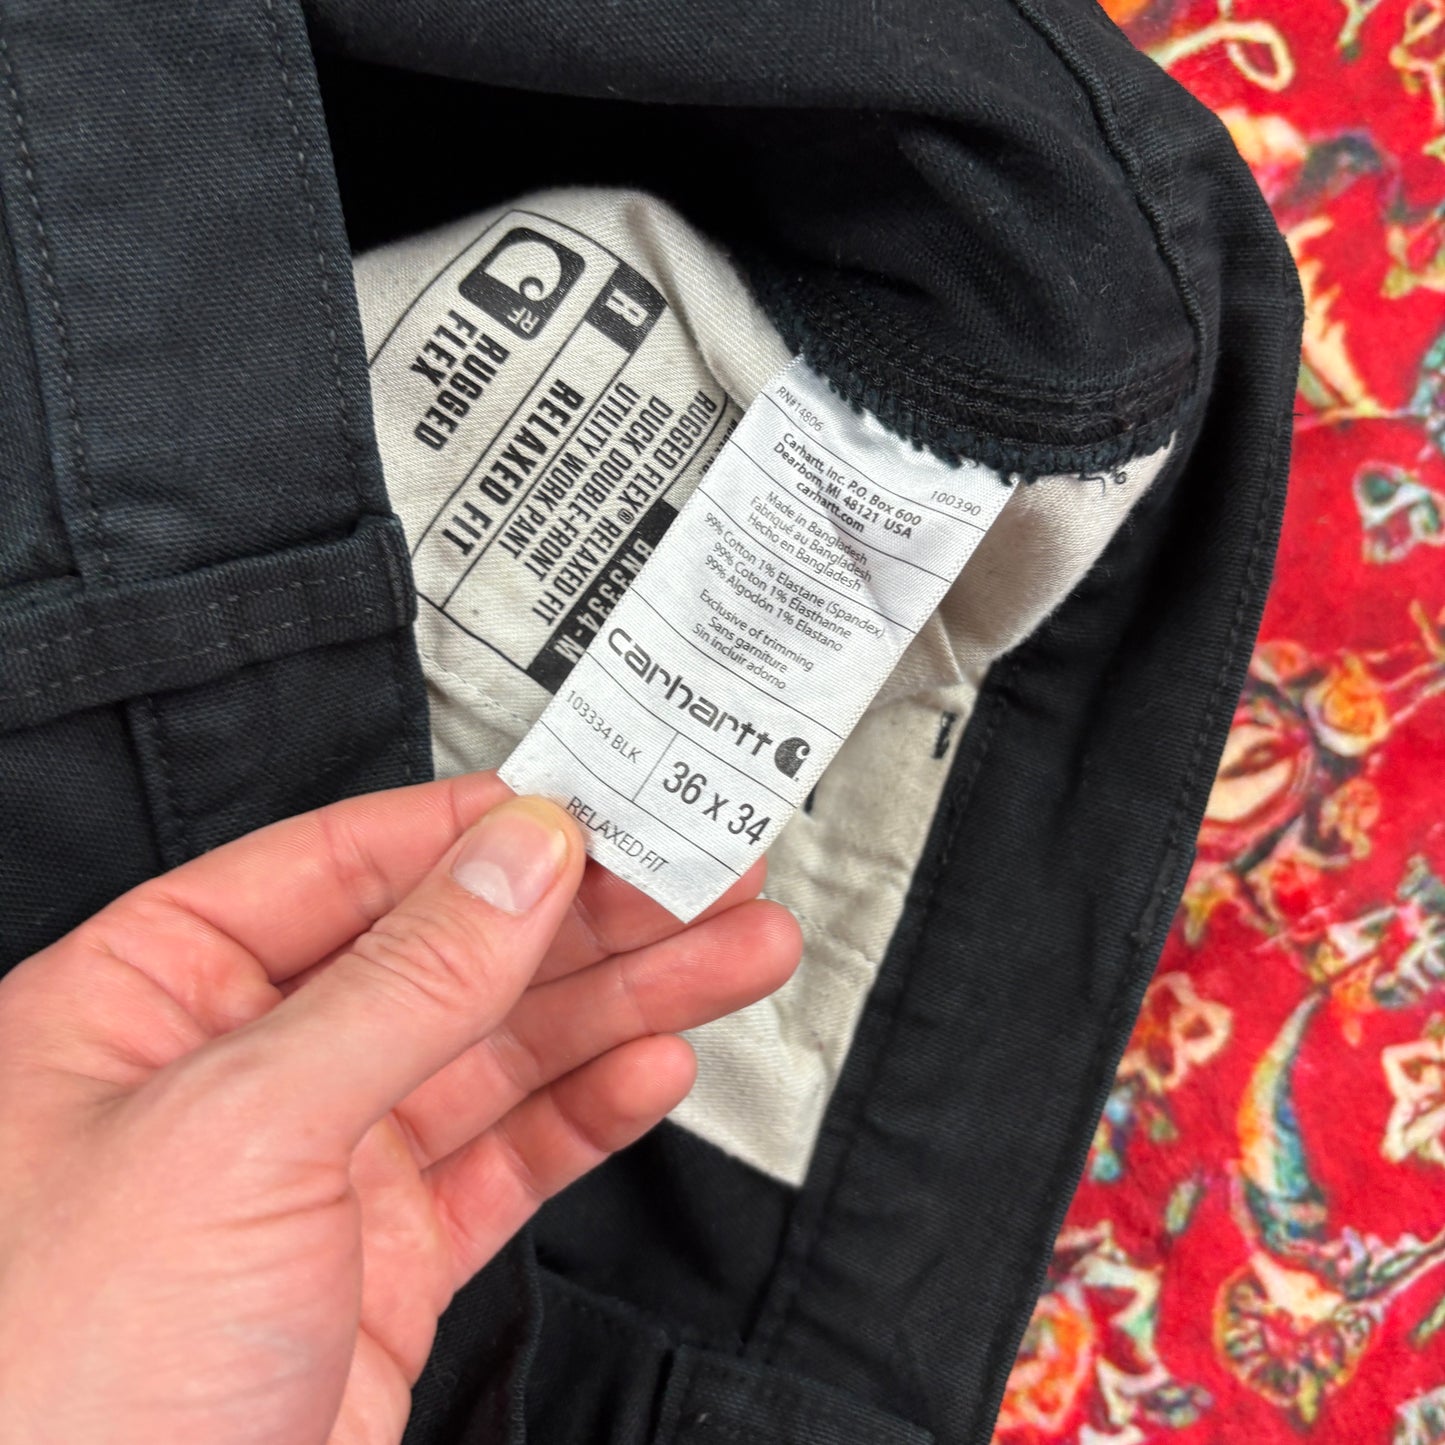 RF
RUGGED
FLEX
R
RELAXED FIT
RUGGED FLEX® RELAXED FIT
DUCK DOUBLE-FRONT
UTILITY WORK PANT
BN3334-M
RN#14806
100390
Carhartt, Inc. P.O. Box 600
Dearborn, MI 48121 USA
carhartt.com
Made in Bangladesh
Fabriqué au Bangladesh
Hecho en Bangladesh
99% Cotton 1% Elastane (Spandex)
99% Coton 1% Élasthanne
99% Algodón 1% Elastano
Exclusive of trimming
Sans garniture
Sin incluir adorno
carhartt
103334 BLK
36 x 34
RELAXED FIT